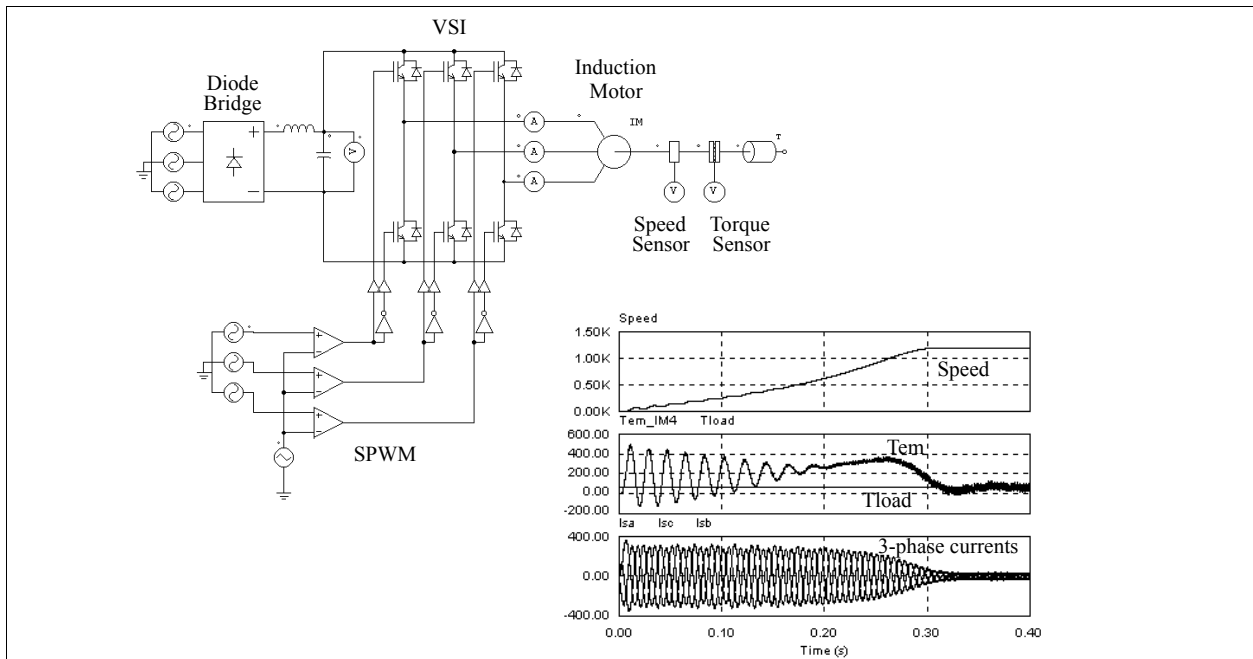 VSI
Induction
Motor
Diode
Bridge
+
−
V
A
A
A
IM
T
V
V
Speed
Sensor
Torque
Sensor
+
−
+
−
+
−
SPWM
Speed
1.50K
1.00K
0.50K
0.00K
Speed
Tem_IM4 Tload
600.00
400.00
200.00
0.00
-200.00
Tem
Tload
Isa Isc Isb
400.00
0.00
-400.00
3-phase currents
0.00 0.10 0.20 0.30 0.40
Time (s)